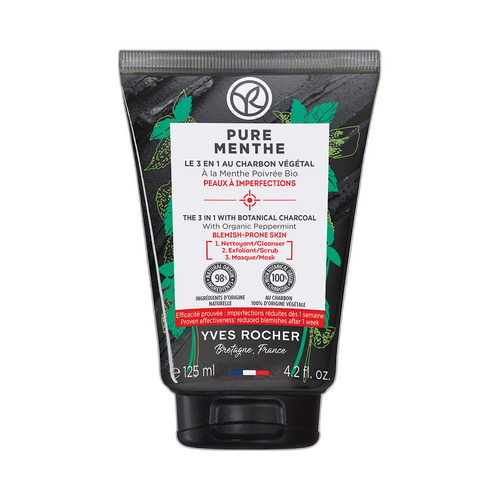 PURE
MENTHE
LE 3 EN 1 AU CHARBON VÉGÉTAL
À la Menthe Poivrée Bio
PEAUX À IMPERFECTIONS
THE 3 IN 1 WITH BOTANICAL CHARCOAL
With Organic Peppermint
BLEMISH-PRONE SKIN
1. Nettoyant/Cleanser
2. Exfoliant/Scrub
3. Masque/Mask
98%
100%
INGRÉDIENTS D'ORIGINE
NATURELLE
AU CHARBON
100% D'ORIGINE VÉGÉTALE
Efficacité prouvée : imperfections réduites dès 1 semaine
Proven effectiveness: reduced blemishes after 1 week
YVES ROCHER
Bretagne, France
e 125 ml 4.2 fl. oz.